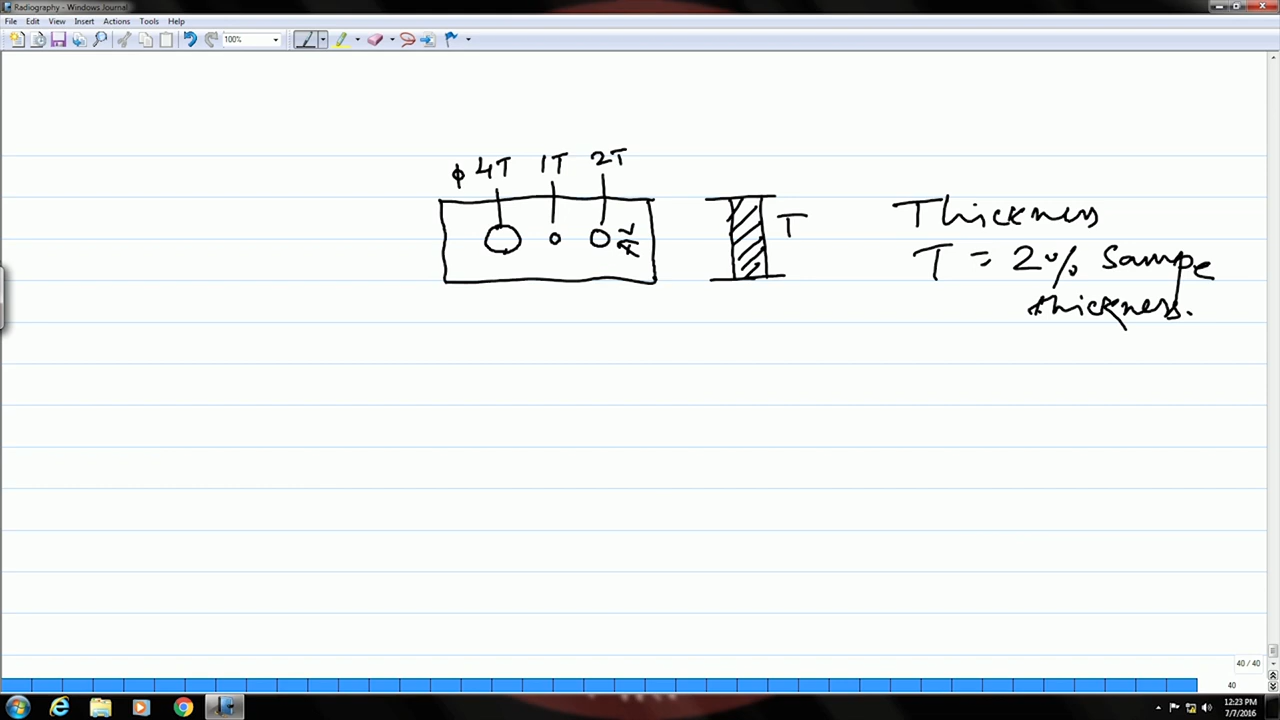 Radiography - Windows Journal
File Edit View Insert Actions Tools Help
100%
ϕ 4T 1T 2T
T
Thickness
T = 2% Sampe
thickness.
40 / 40
40
12:23 PM
7/7/2016